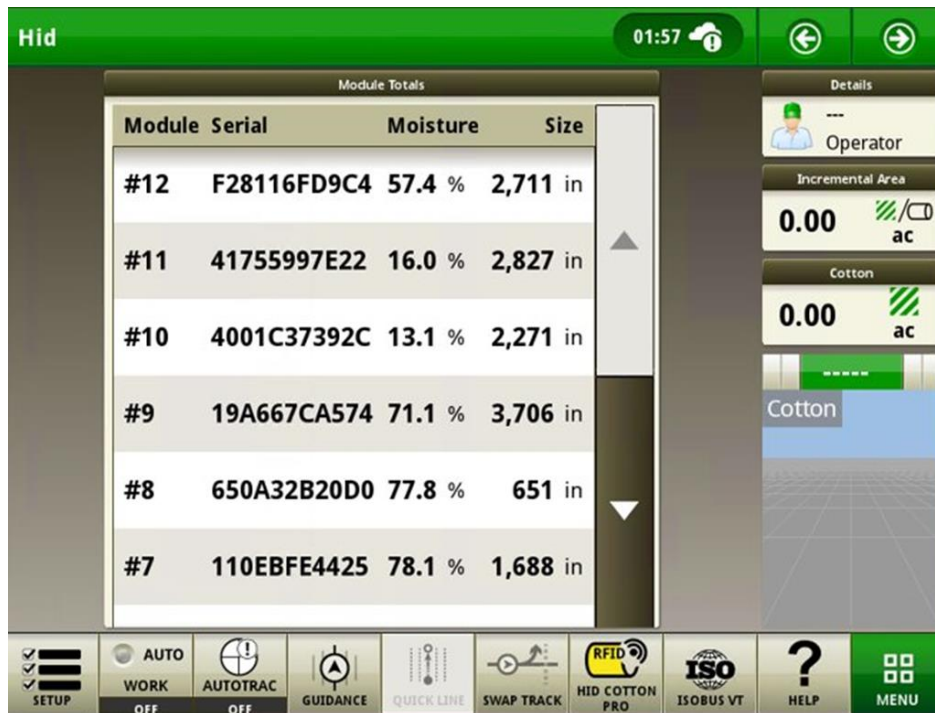 Hid
01:57
Module Totals
Module Serial Moisture Size
#12 F28116FD9C4 57.4 % 2,711 in
#11 41755997E22 16.0 % 2,827 in
#10 4001C37392C 13.1 % 2,271 in
#9 19A667CA574 71.1 % 3,706 in
#8 650A32B20D0 77.8 % 651 in
#7 110EBFE4425 78.1 % 1,688 in
Details
---
Operator
Incremental Area
0.00 ac
Cotton
0.00 ac
-----
Cotton
SETUP
AUTO
WORK
OFF
AUTOTRAC
OFF
GUIDANCE
QUICK LINE
SWAP TRACK
RFID
HID COTTON
PRO
ISO
ISOBUS VT
?
HELP
MENU